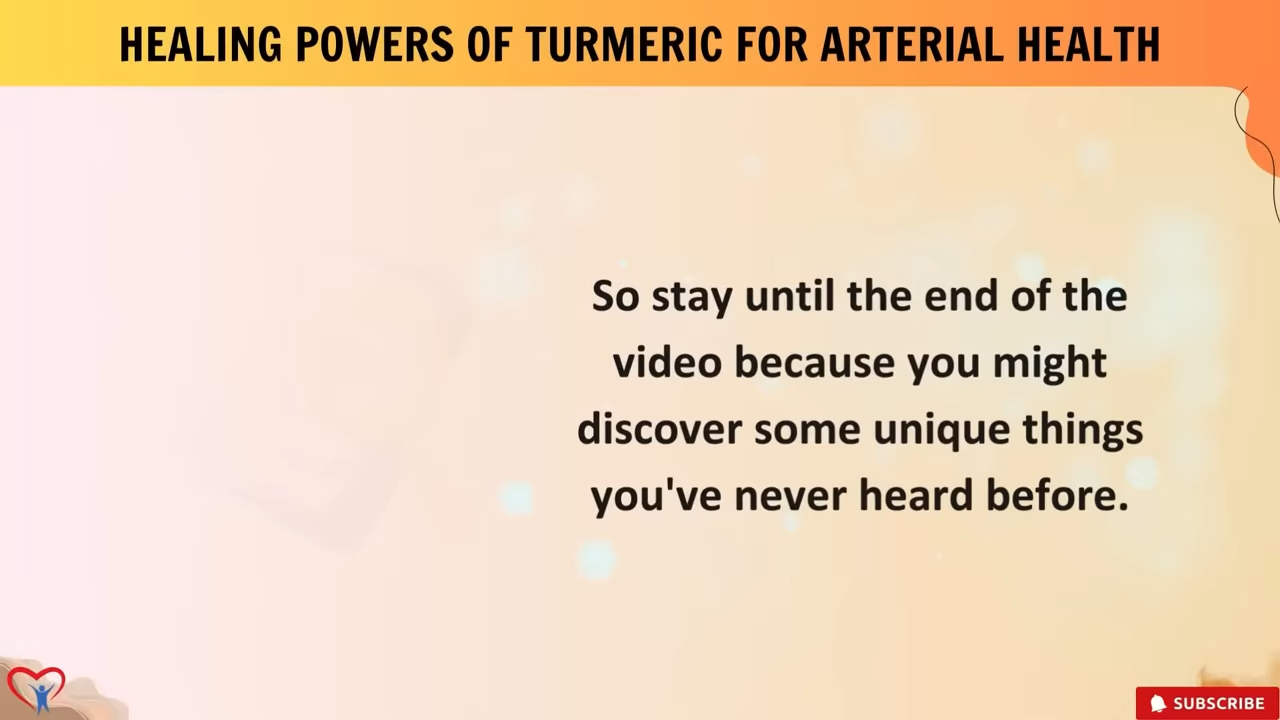 HEALING POWERS OF TURMERIC FOR ARTERIAL HEALTH
So stay until the end of the
video because you might
discover some unique things
you've never heard before.
SUBSCRIBE